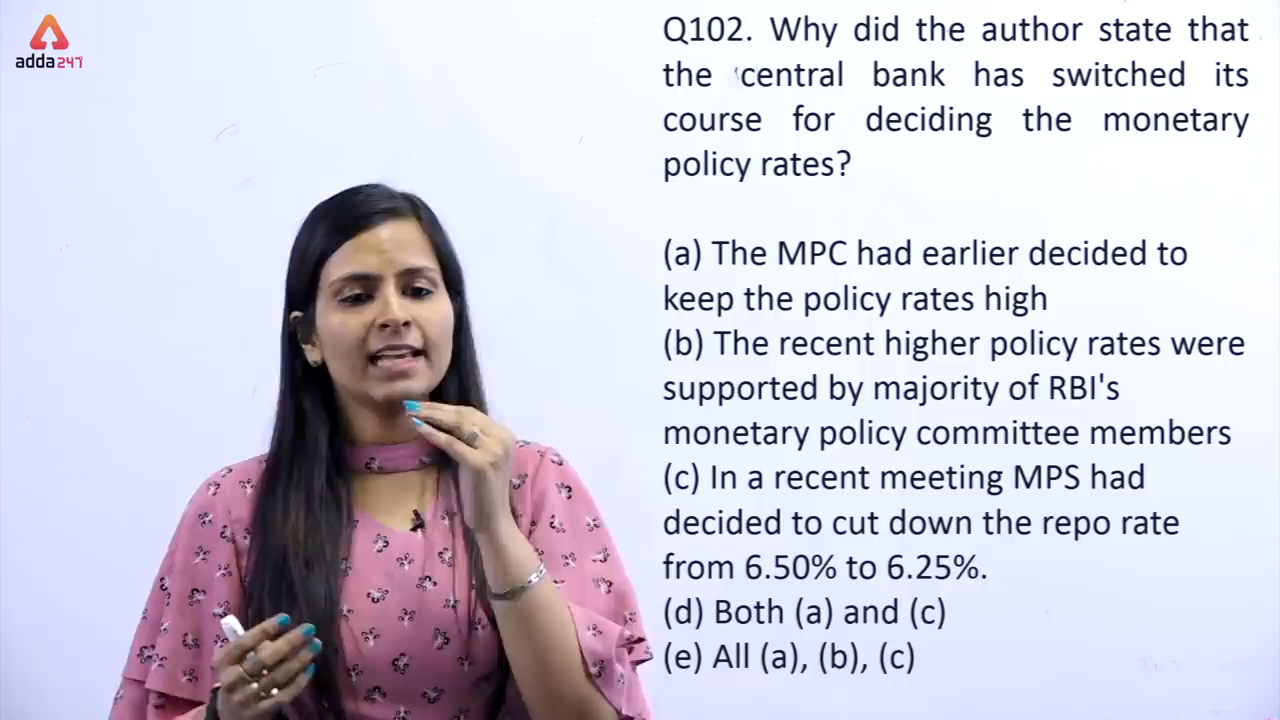 adda247
Q102. Why did the author state that
the central bank has switched its
course for deciding the monetary
policy rates?
(a) The MPC had earlier decided to
keep the policy rates high
(b) The recent higher policy rates were
supported by majority of RBI's
monetary policy committee members
(c) In a recent meeting MPS had
decided to cut down the repo rate
from 6.50% to 6.25%.
(d) Both (a) and (c)
(e) All (a), (b), (c)